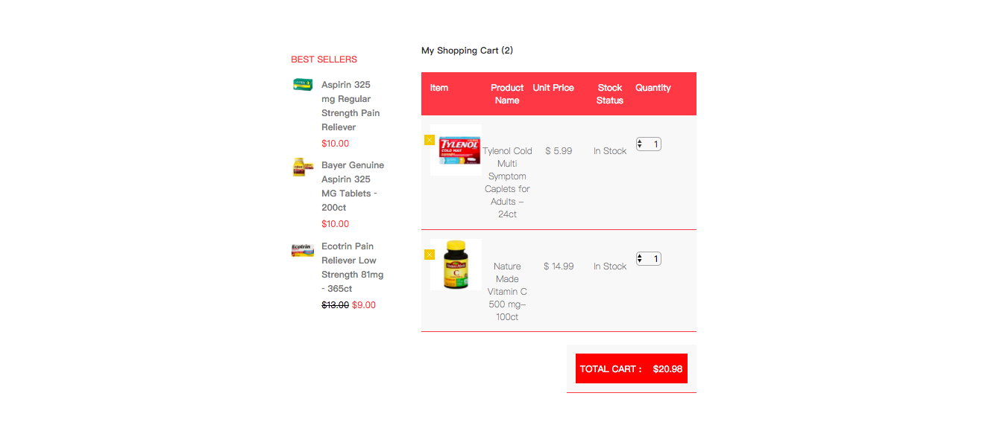 BEST SELLERS
Aspirin 325
mg Regular
Strength Pain
Reliever
$10.00
Bayer Genuine
Aspirin 325
MG Tablets -
200ct
$10.00
Ecotrin
Ecotrin Pain
Reliever Low
Strength 81mg
- 365ct
$13.00 $9.00
My Shopping Cart (2)
Item Product Name Unit Price Stock Status Quantity
TYLENOL
COLD MAX
Tylenol Cold
Multi
Symptom
Caplets for
Adults –
24ct
$ 5.99
In Stock
1
Nature Made
C
Nature
Made
Vitamin C
500 mg–
100ct
$ 14.99
In Stock
1
TOTAL CART : $20.98